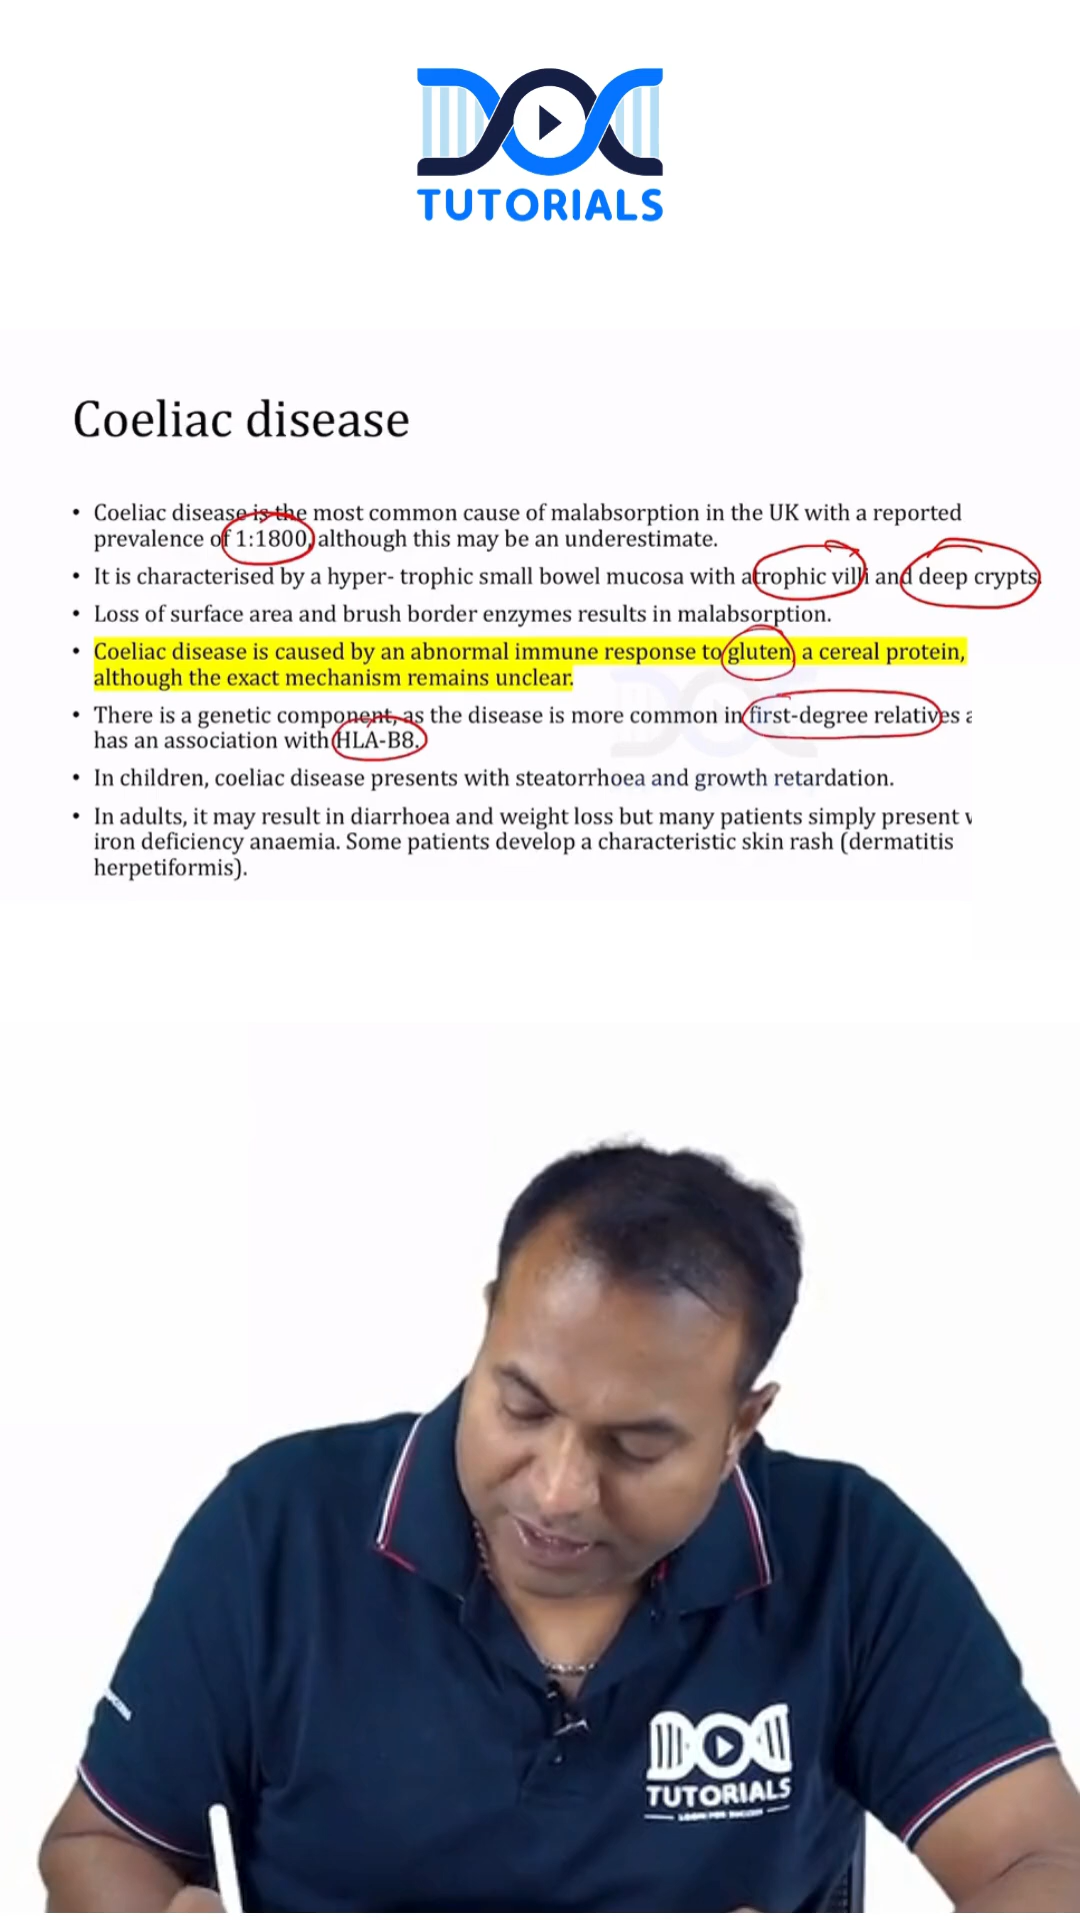 TUTORIALS
Coeliac disease
• Coeliac disease is the most common cause of malabsorption in the UK with a reported
prevalence of 1:1800, although this may be an underestimate.
• It is characterised by a hyper- trophic small bowel mucosa with atrophic villi and deep crypts.
• Loss of surface area and brush border enzymes results in malabsorption.
• Coeliac disease is caused by an abnormal immune response to gluten, a cereal protein,
although the exact mechanism remains unclear.
• There is a genetic component, as the disease is more common in first-degree relatives a
has an association with HLA-B8.
• In children, coeliac disease presents with steatorrhoea and growth retardation.
• In adults, it may result in diarrhoea and weight loss but many patients simply present
iron deficiency anaemia. Some patients develop a characteristic skin rash (dermatitis
herpetiformis).
TUTORIALS